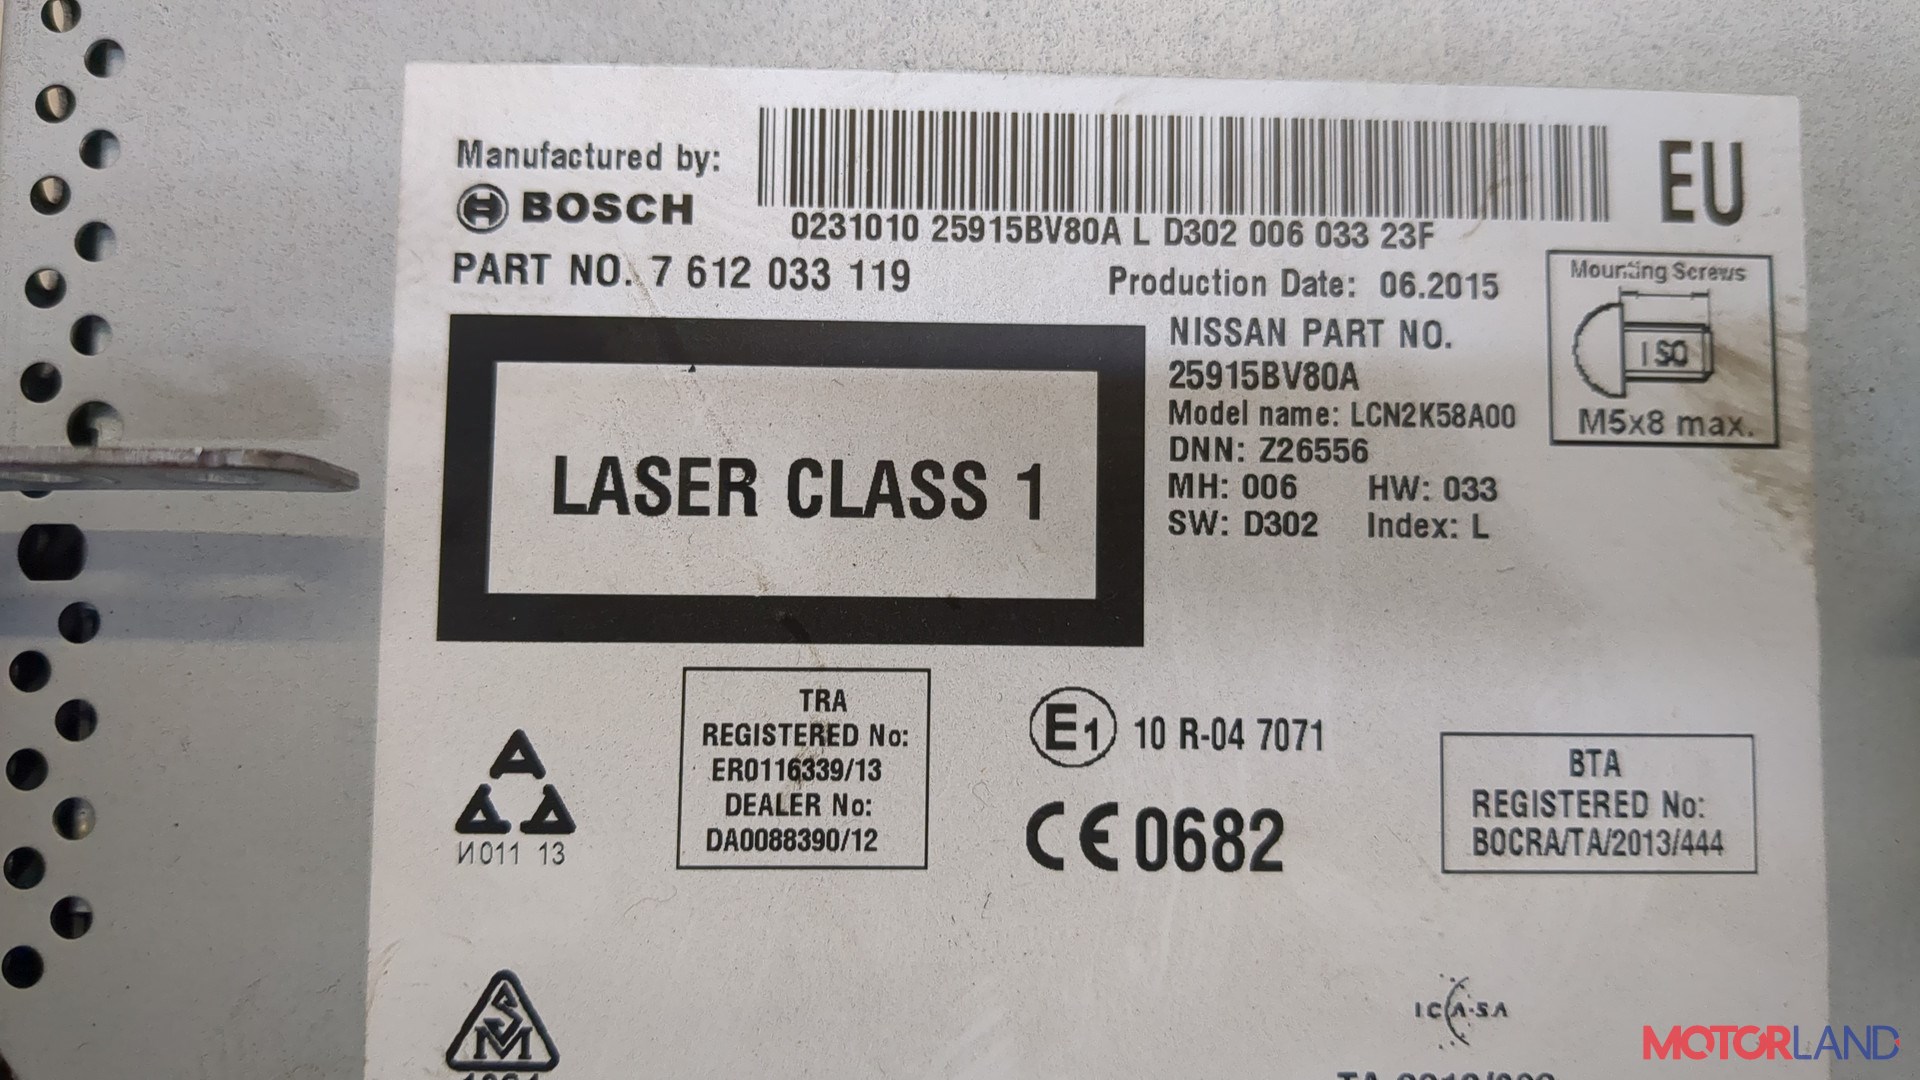 Manufactured by:
BOSCH
0231010 25915BV80A L D302 006 033 23F
EU
PART NO. 7 612 033 119
Production Date: 06.2015
Mounting Screws
ISO
M5x8 max.
NISSAN PART NO.
25915BV80A
Model name: LCN2K58A00
DNN: Z26556
MH: 006 HW: 033
SW: D302 Index: L
LASER CLASS 1
TRA
REGISTERED No:
ER0116339/13
DEALER No:
DA0088390/12
E1 10 R-04 7071
CE 0682
BTA
REGISTERED No:
BOCRA/TA/2013/444
И011 13
SM
ICASA
MOTORLAND